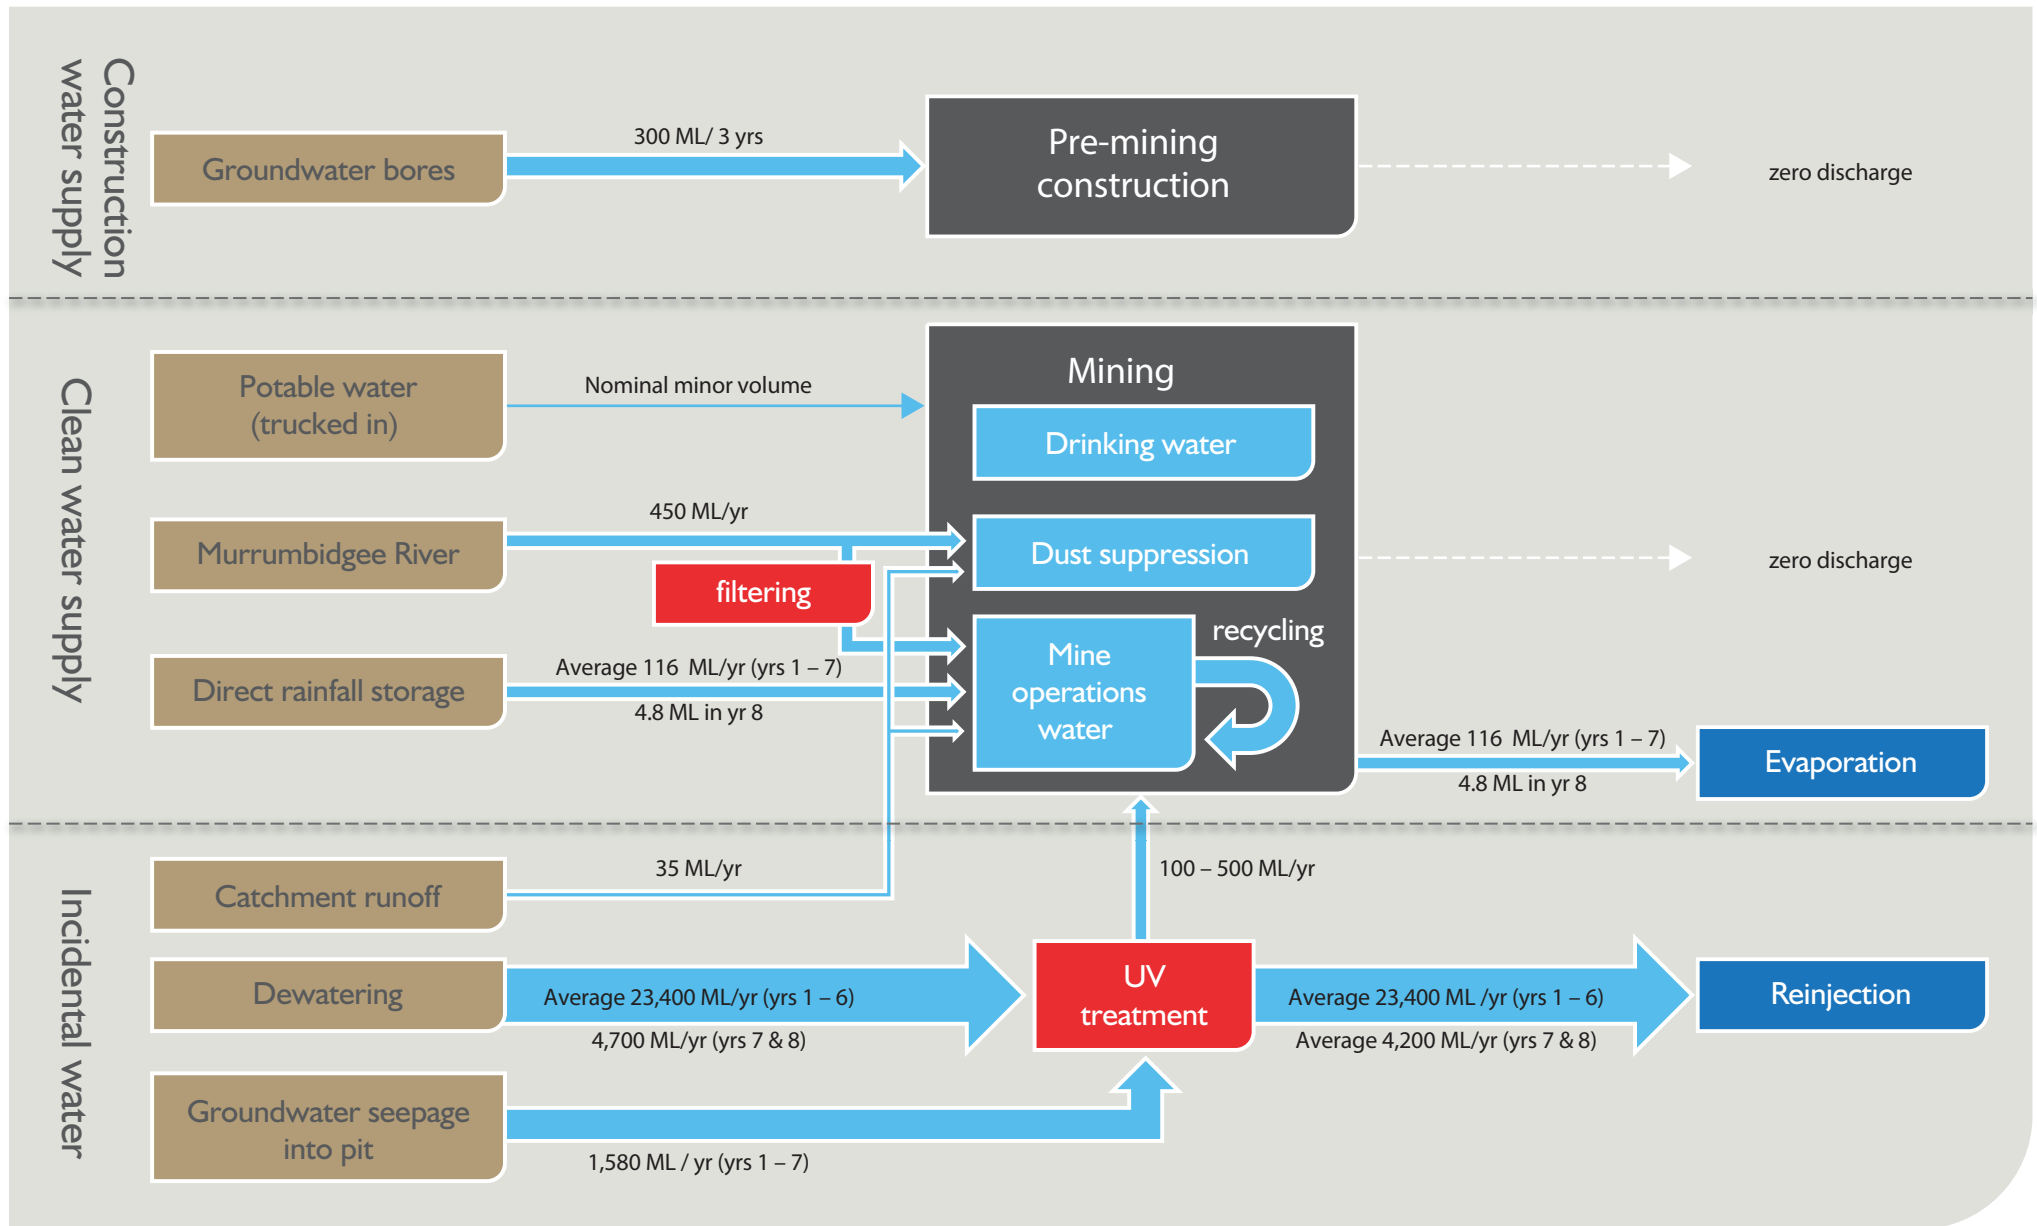 Construction
water supply
Groundwater bores
300 ML/ 3 yrs
Pre-mining
construction
zero discharge
Clean water supply
Potable water
(trucked in)
Nominal minor volume
Mining
Drinking water
Murrumbidgee River
450 ML/yr
filtering
Dust suppression
zero discharge
Direct rainfall storage
Average 116  ML/yr (yrs 1 – 7)
4.8 ML in yr 8
Mine
operations
water
recycling
Average 116  ML/yr (yrs 1 – 7)
4.8 ML in yr 8
Evaporation
Incidental water
Catchment runoff
35 ML/yr
100 – 500 ML/yr
Dewatering
Average 23,400 ML/yr (yrs 1 – 6)
4,700 ML/yr (yrs 7 & 8)
UV
treatment
Average 23,400 ML /yr (yrs 1 – 6)
Average 4,200 ML/yr (yrs 7 & 8)
Reinjection
Groundwater seepage
into pit
1,580 ML / yr (yrs 1 – 7)